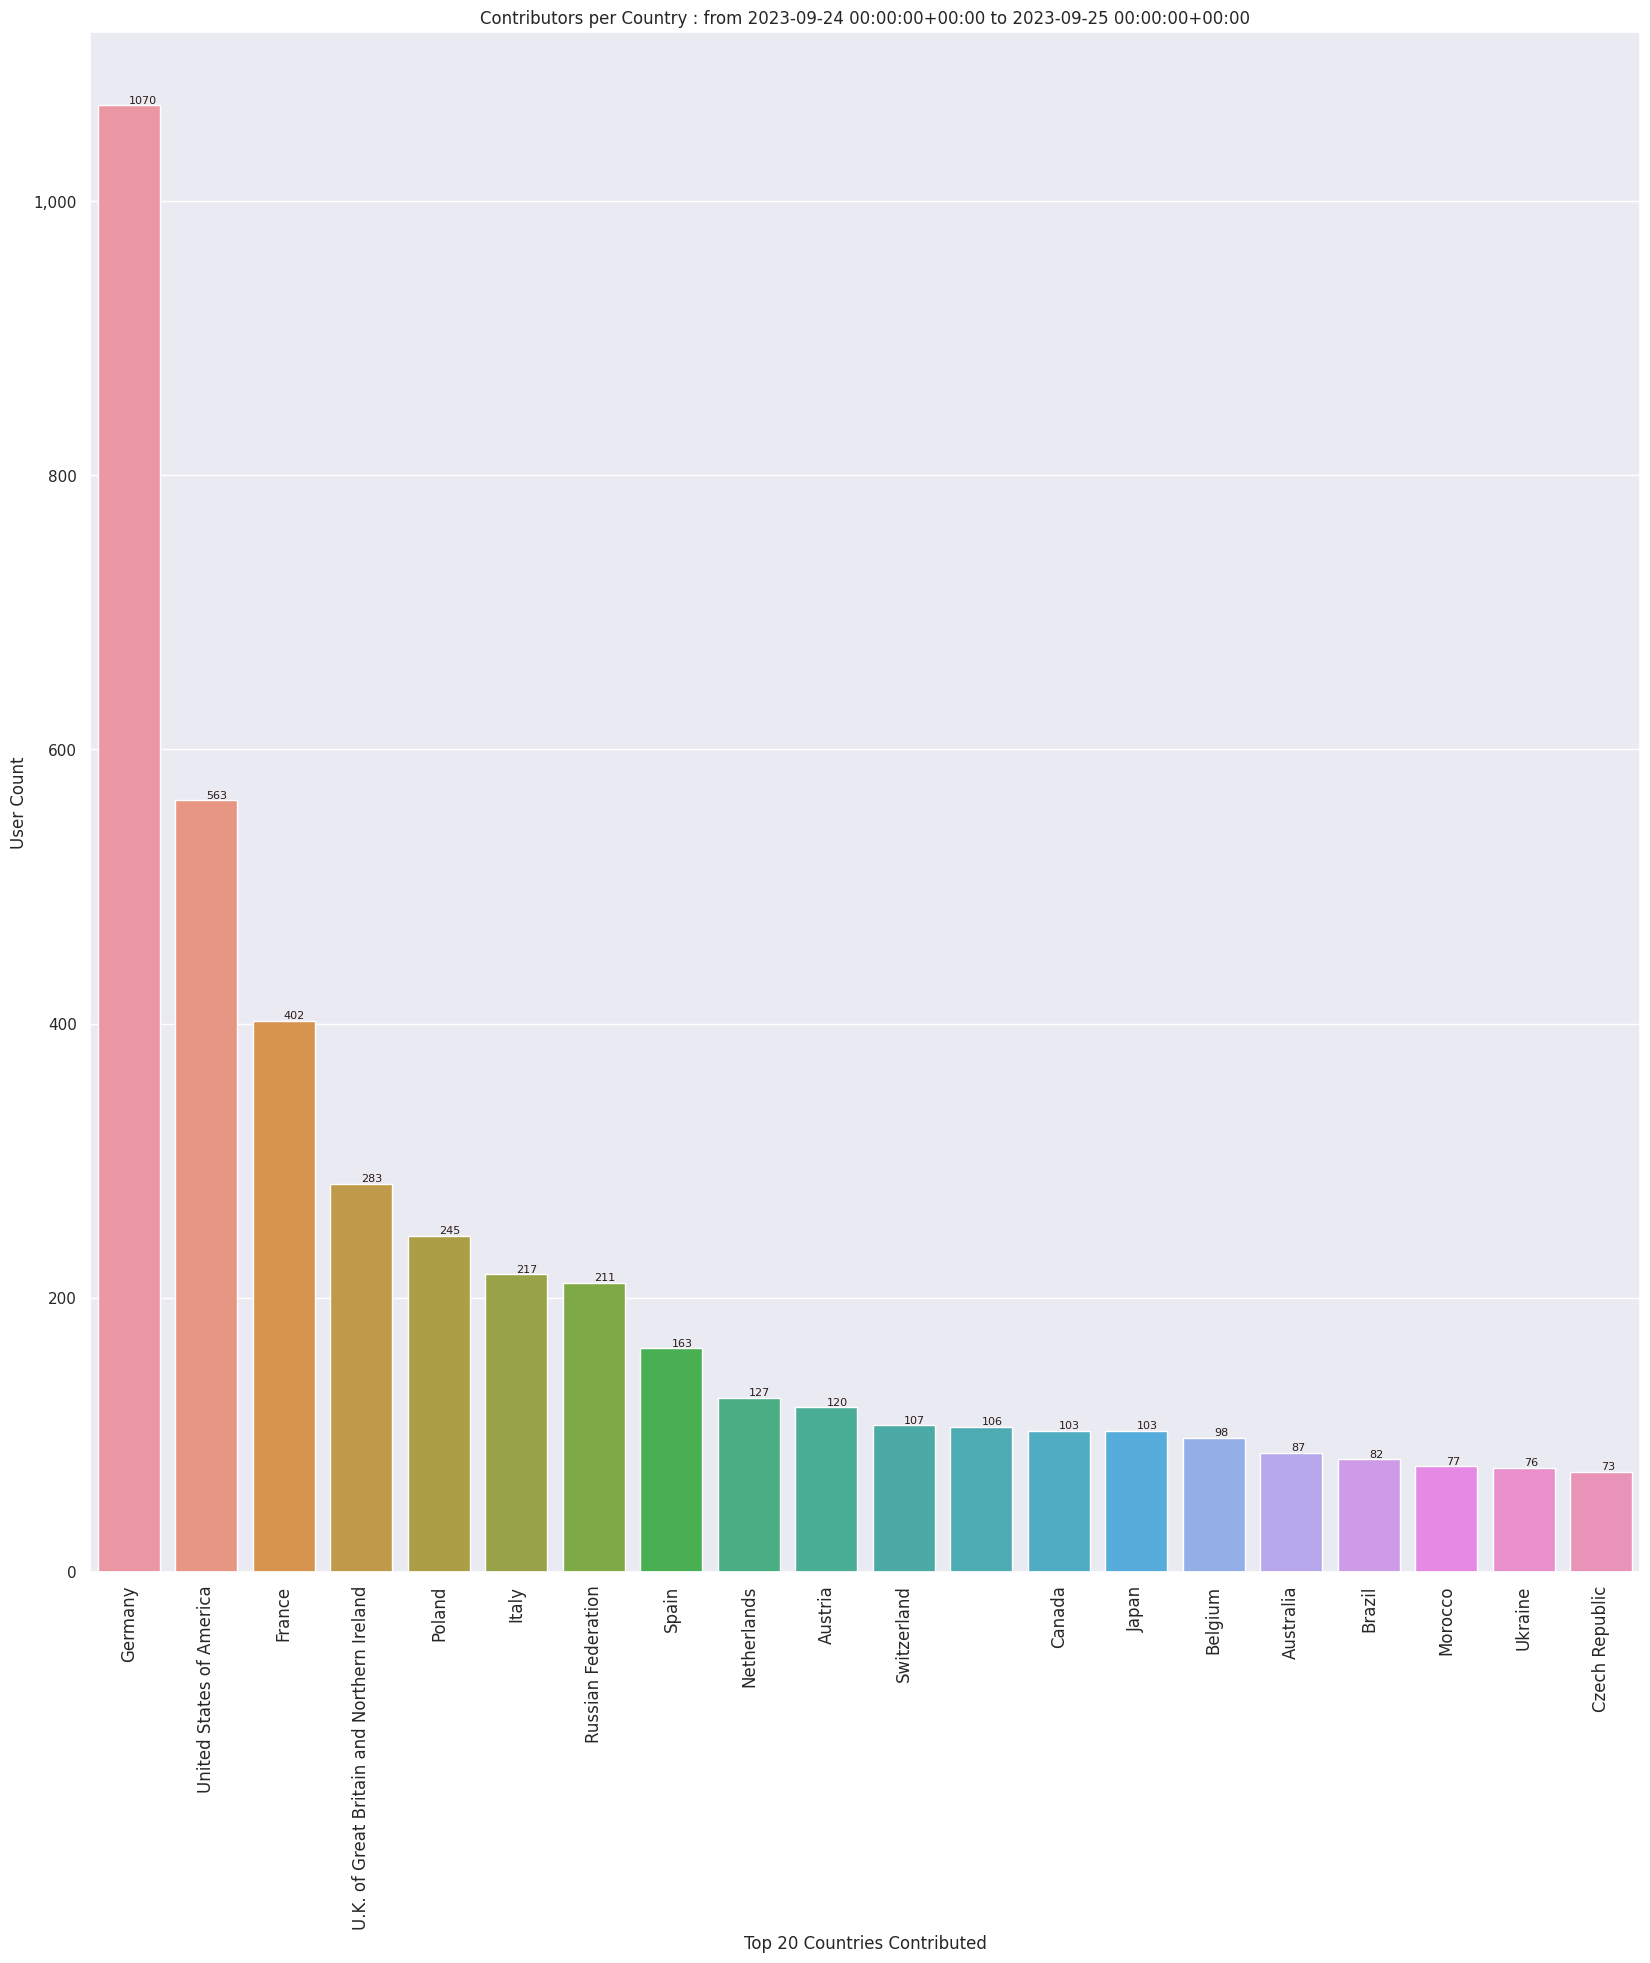 Contributors per Country : from 2023-09-24 00:00:00+00:00 to 2023-09-25 00:00:00+00:00
User Count
1,000
800
600
400
200
0
1070
563
402
283
245
217
211
163
127
120
107
106
103
103
98
87
82
77
76
73
Germany
United States of America
France
U.K. of Great Britain and Northern Ireland
Poland
Italy
Russian Federation
Spain
Netherlands
Austria
Switzerland
Canada
Japan
Belgium
Australia
Brazil
Morocco
Ukraine
Czech Republic
Top 20 Countries Contributed